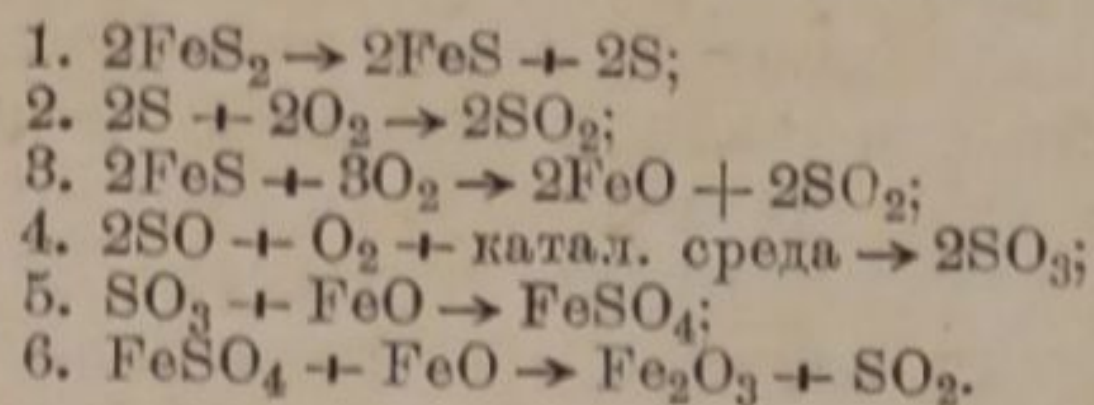 1. 2FeS₂ → 2FeS + 2S;
2. 2S + 2O₂ → 2SO₂;
3. 2FeS + 3O₂ → 2FeO + 2SO₂;
4. 2SO + O₂ + катал. среда → 2SO₃;
5. SO₃ + FeO → FeSO₄;
6. FeSO₄ + FeO → Fe₂O₃ + SO₂.